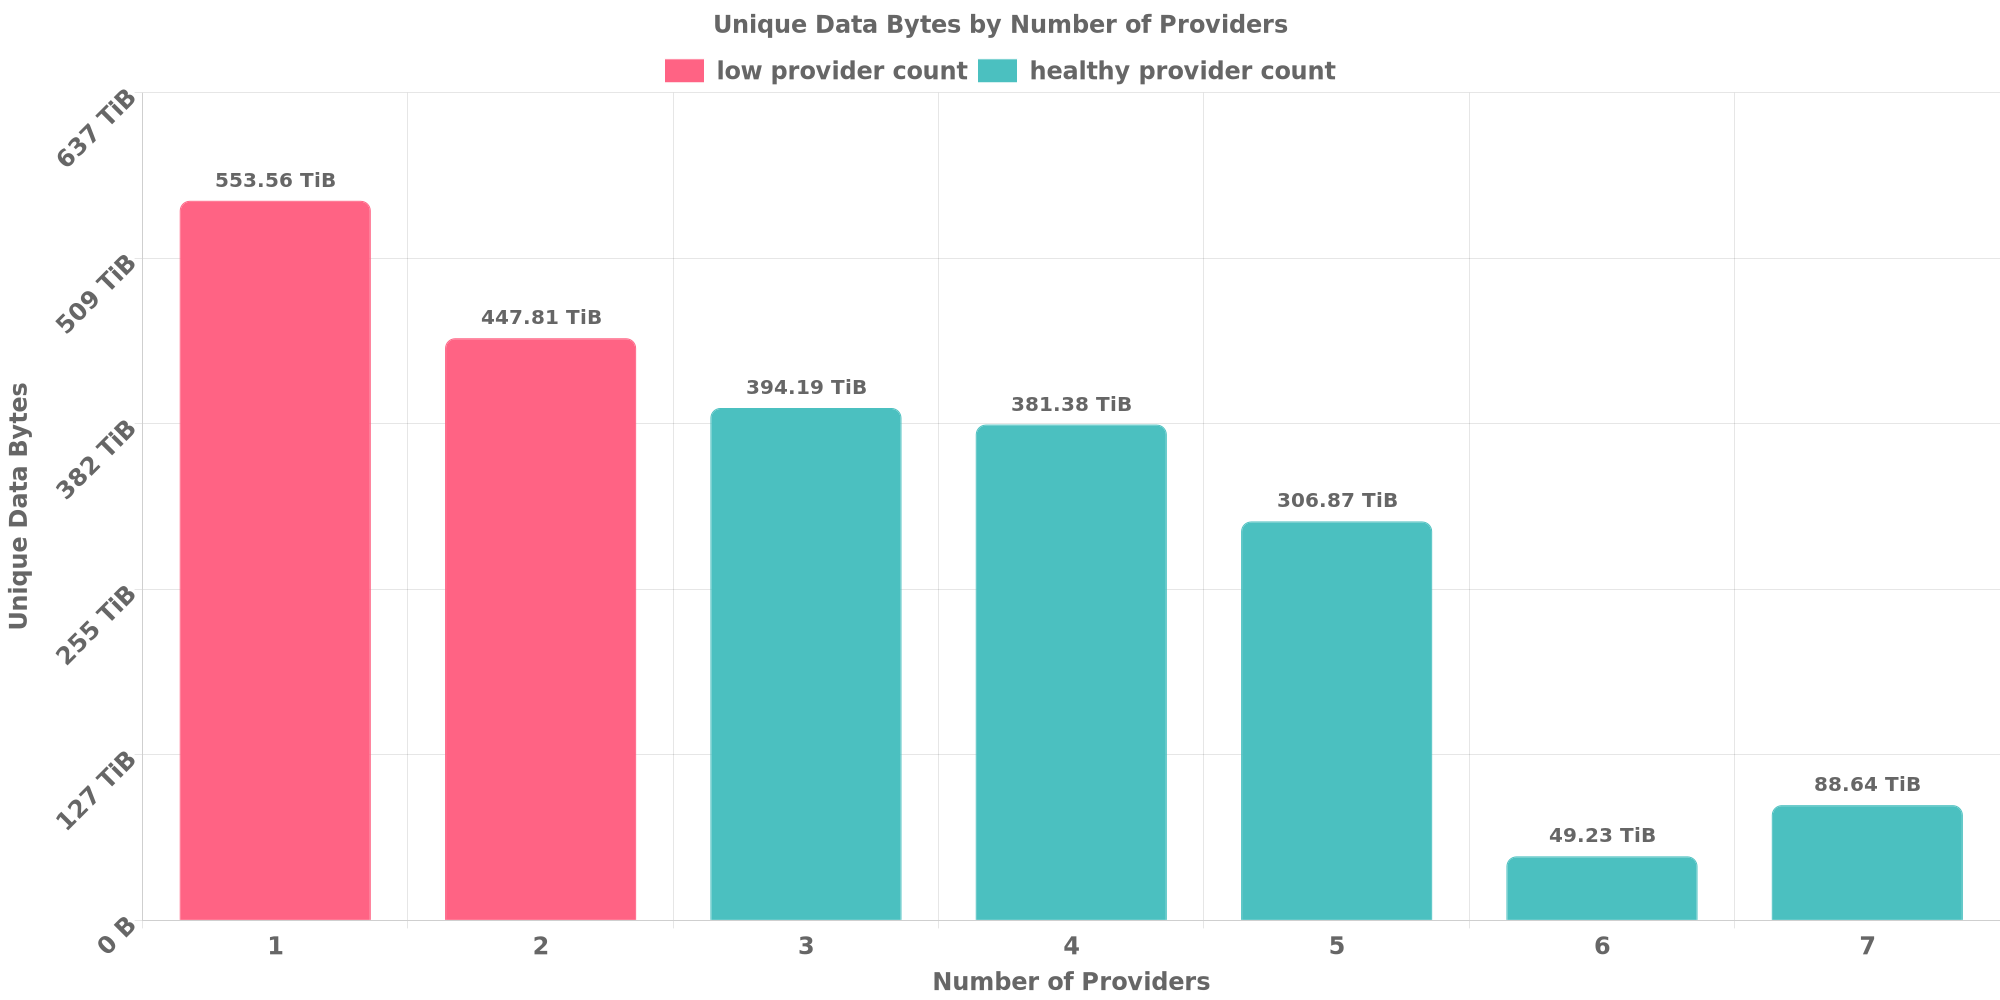 Unique Data Bytes by Number of Providers
low provider count healthy provider count
637 TiB
509 TiB
382 TiB
255 TiB
127 TiB
0 B
Unique Data Bytes
553.56 TiB
447.81 TiB
394.19 TiB
381.38 TiB
306.87 TiB
49.23 TiB
88.64 TiB
1 2 3 4 5 6 7
Number of Providers